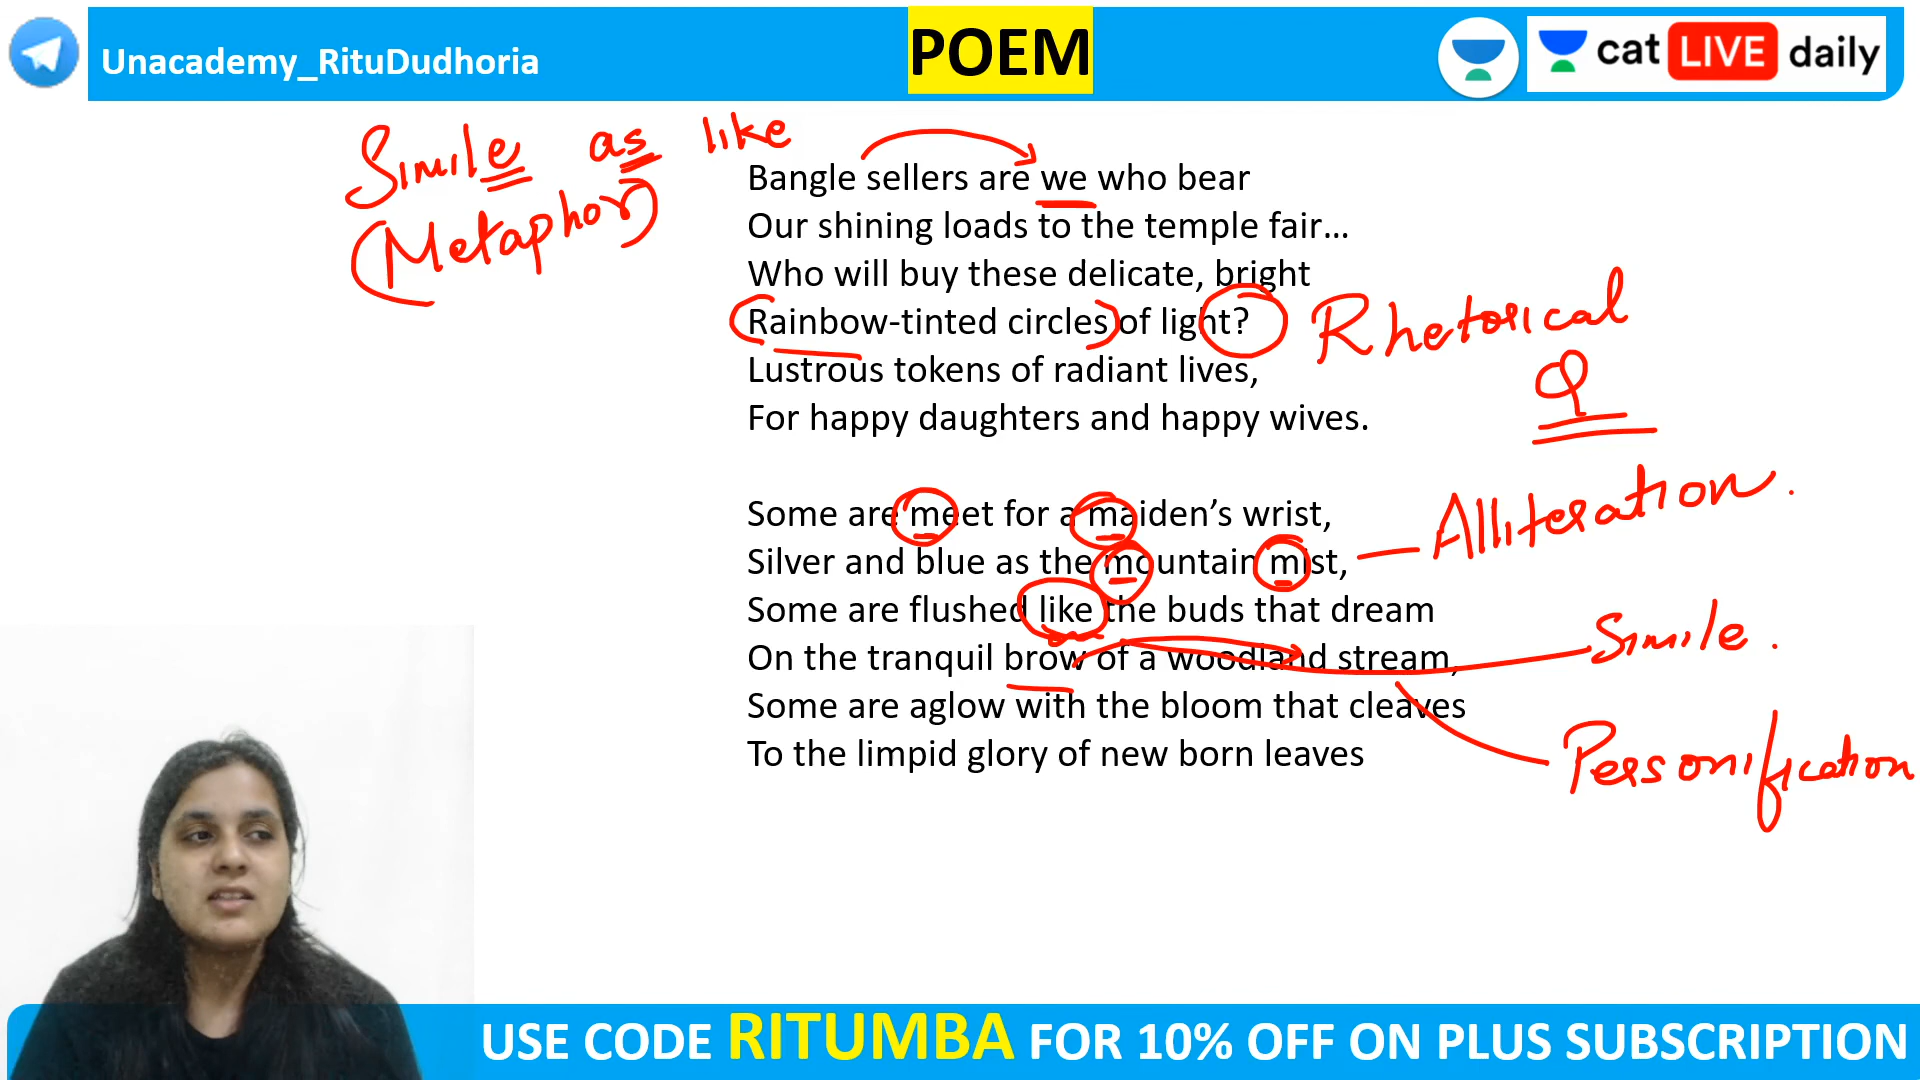 Unacademy_RituDudhoria
POEM
cat LIVE daily
Simile as like
(Metaphor)
Bangle sellers are we who bear
Our shining loads to the temple fair...
Who will buy these delicate, bright
Rainbow-tinted circles of light?
Rhetorical
Q
Lustrous tokens of radiant lives,
For happy daughters and happy wives.
Some are meet for a maiden's wrist,
Silver and blue as the mountain mist,
Alliteration.
Some are flushed like the buds that dream
On the tranquil brow of a woodland stream,
Simile.
Some are aglow with the bloom that cleaves
To the limpid glory of new born leaves
Personification
USE CODE RITUMBA FOR 10% OFF ON PLUS SUBSCRIPTION